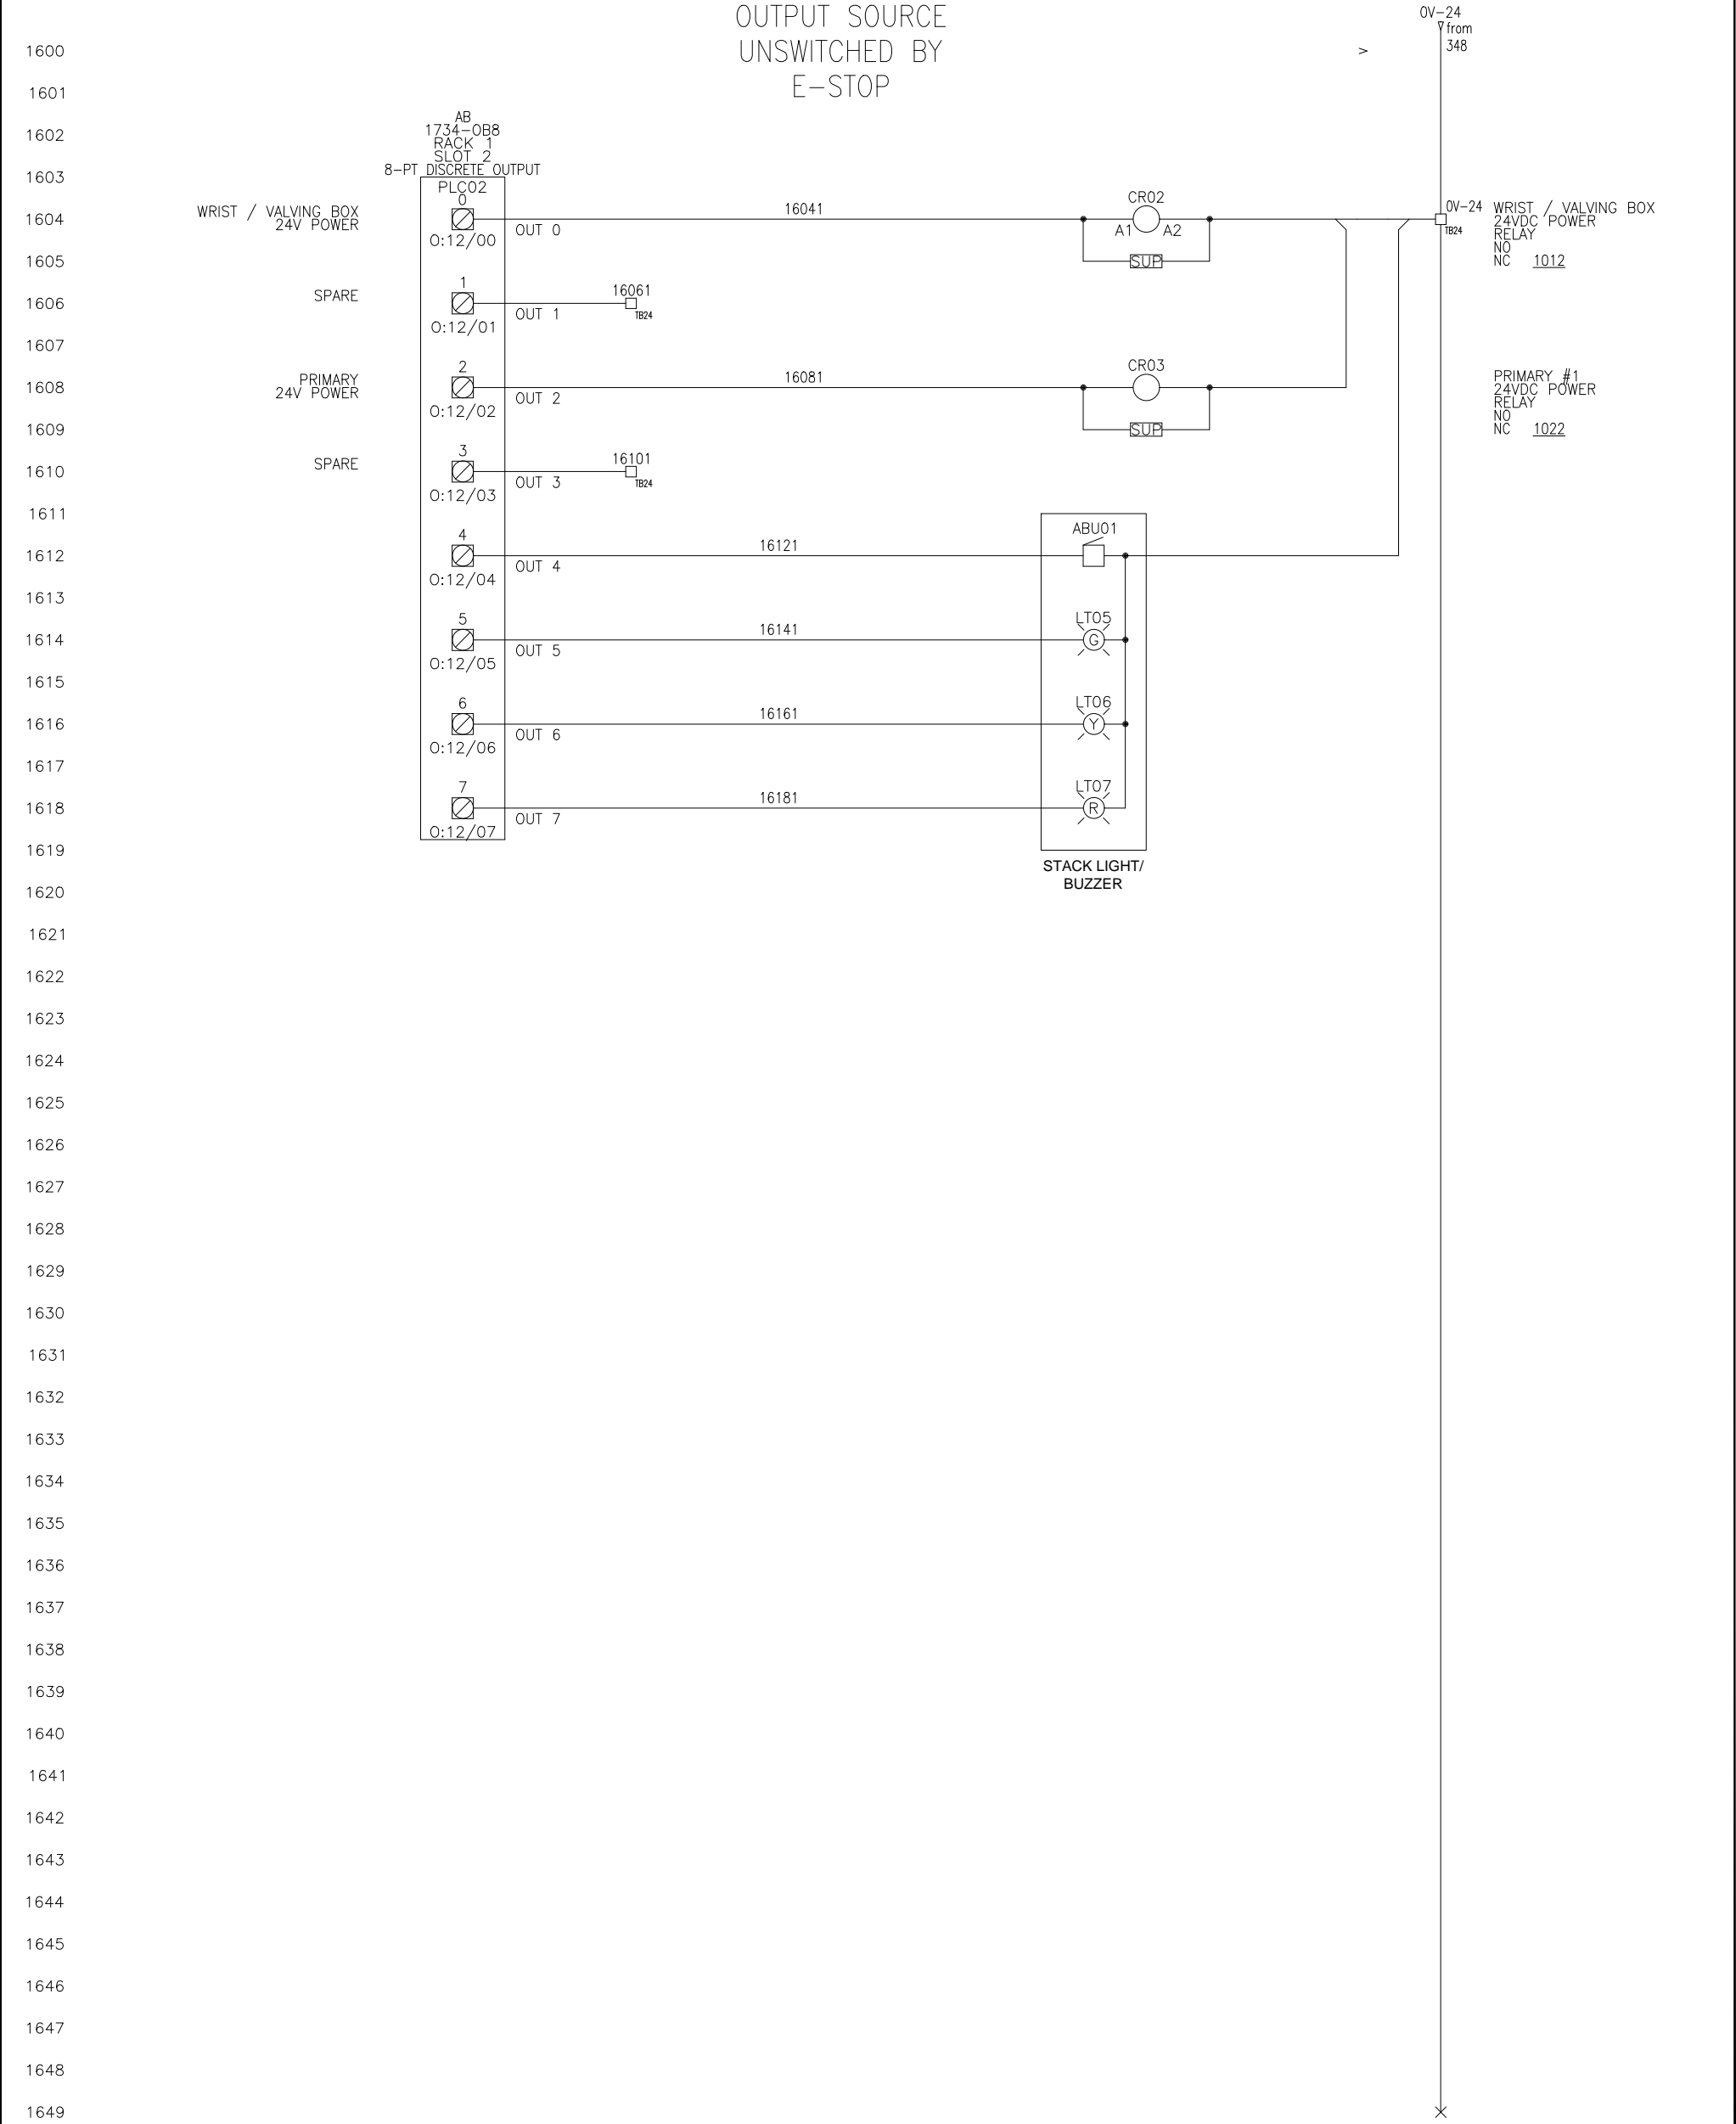 OUTPUT SOURCE
UNSWITCHED BY
E-STOP
0V-24
from
348
1600
1601
AB
1734-OB8
RACK 1
SLOT 2
8-PT DISCRETE OUTPUT
1602
1603
PLC02
WRIST / VALVING BOX
24V POWER
0
O:12/00
OUT 0
16041
CR02
A1
A2
SUP
0V-24
TB24
WRIST / VALVING BOX
24VDC POWER
RELAY
NO
NC 1012
1604
1605
SPARE
1
O:12/01
OUT 1
16061
TB24
1606
1607
PRIMARY
24V POWER
2
O:12/02
OUT 2
16081
CR03
SUP
PRIMARY #1
24VDC POWER
RELAY
NO
NC 1022
1608
1609
SPARE
3
O:12/03
OUT 3
16101
TB24
1610
1611
4
O:12/04
OUT 4
16121
ABU01
1612
1613
5
O:12/05
OUT 5
16141
LT05
G
1614
1615
6
O:12/06
OUT 6
16161
LT06
Y
1616
1617
7
O:12/07
OUT 7
16181
LT07
R
1618
1619
STACK LIGHT/
BUZZER
1620
1621
1622
1623
1624
1625
1626
1627
1628
1629
1630
1631
1632
1633
1634
1635
1636
1637
1638
1639
1640
1641
1642
1643
1644
1645
1646
1647
1648
1649